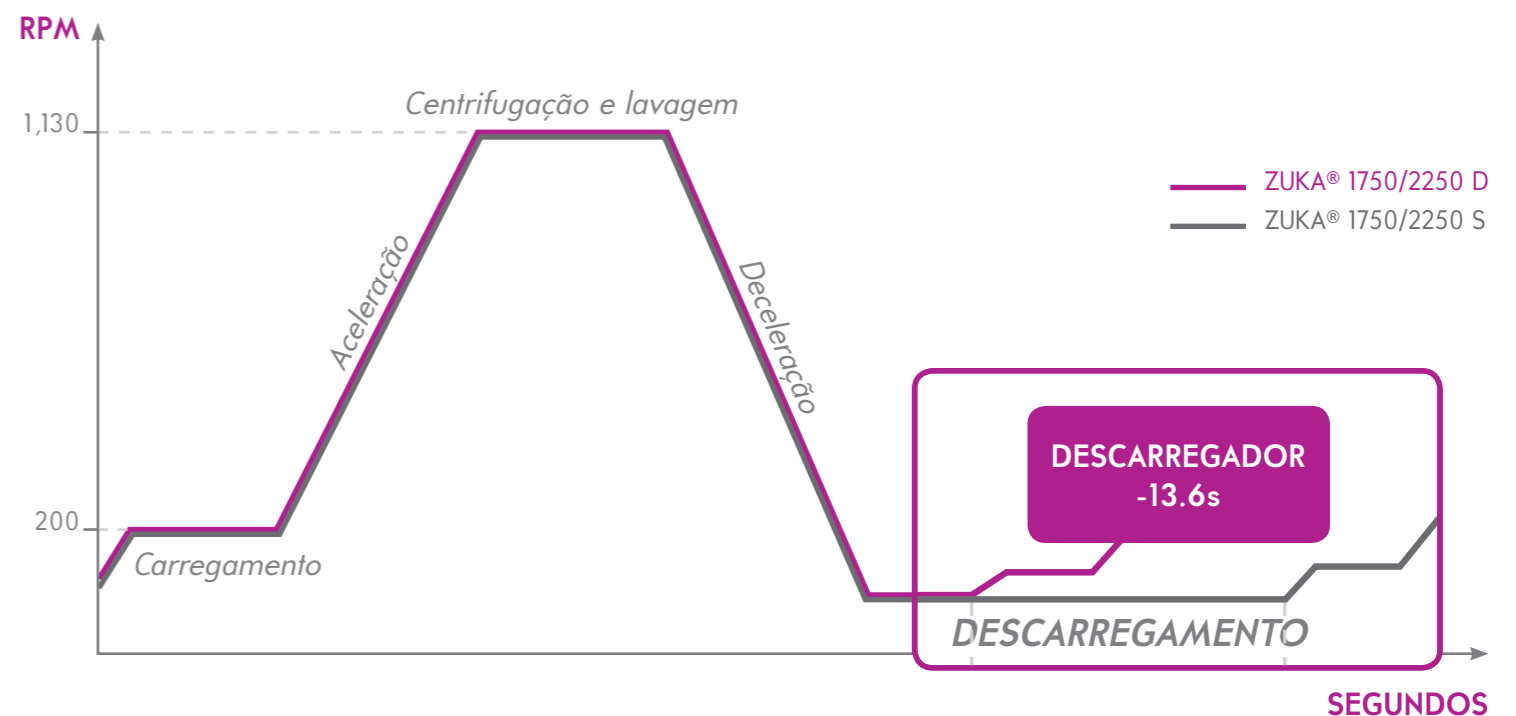 RPM
1,130
Centrifugação e lavagem
ZUKA® 1750/2250 D
ZUKA® 1750/2250 S
Aceleração
Deceleração
DESCARREGADOR
-13.6s
200
Carregamento
DESCARREGAMENTO
SEGUNDOS